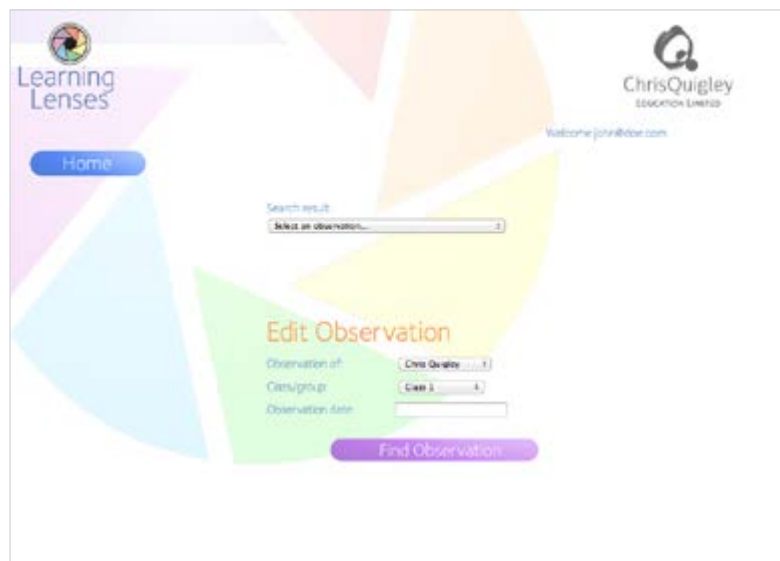 Learning
Lenses
ChrisQuigley
EDUCATION LIMITED
Welcome john@doe.com
Home
Search result:
Select an observation...
Edit Observation
Observation of: Chris Quigley
Class/group: Class 1
Observation date:
Find Observation